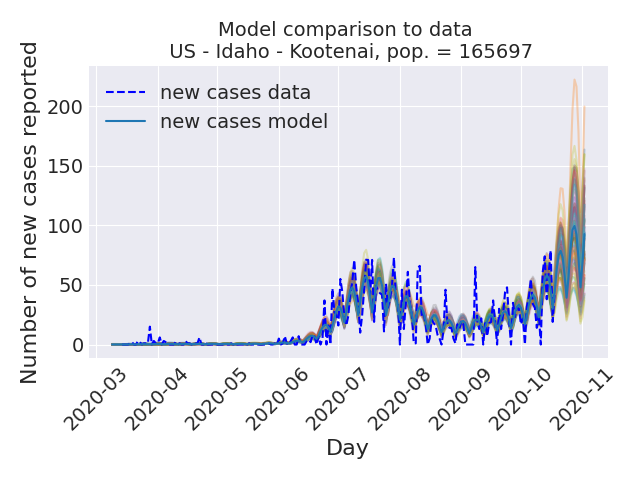 Model comparison to data
US - Idaho - Kootenai, pop. = 165697
Number of new cases reported
200
150
100
50
0
new cases data
new cases model
2020-03
2020-04
2020-05
2020-06
2020-07
2020-08
2020-09
2020-10
2020-11
Day